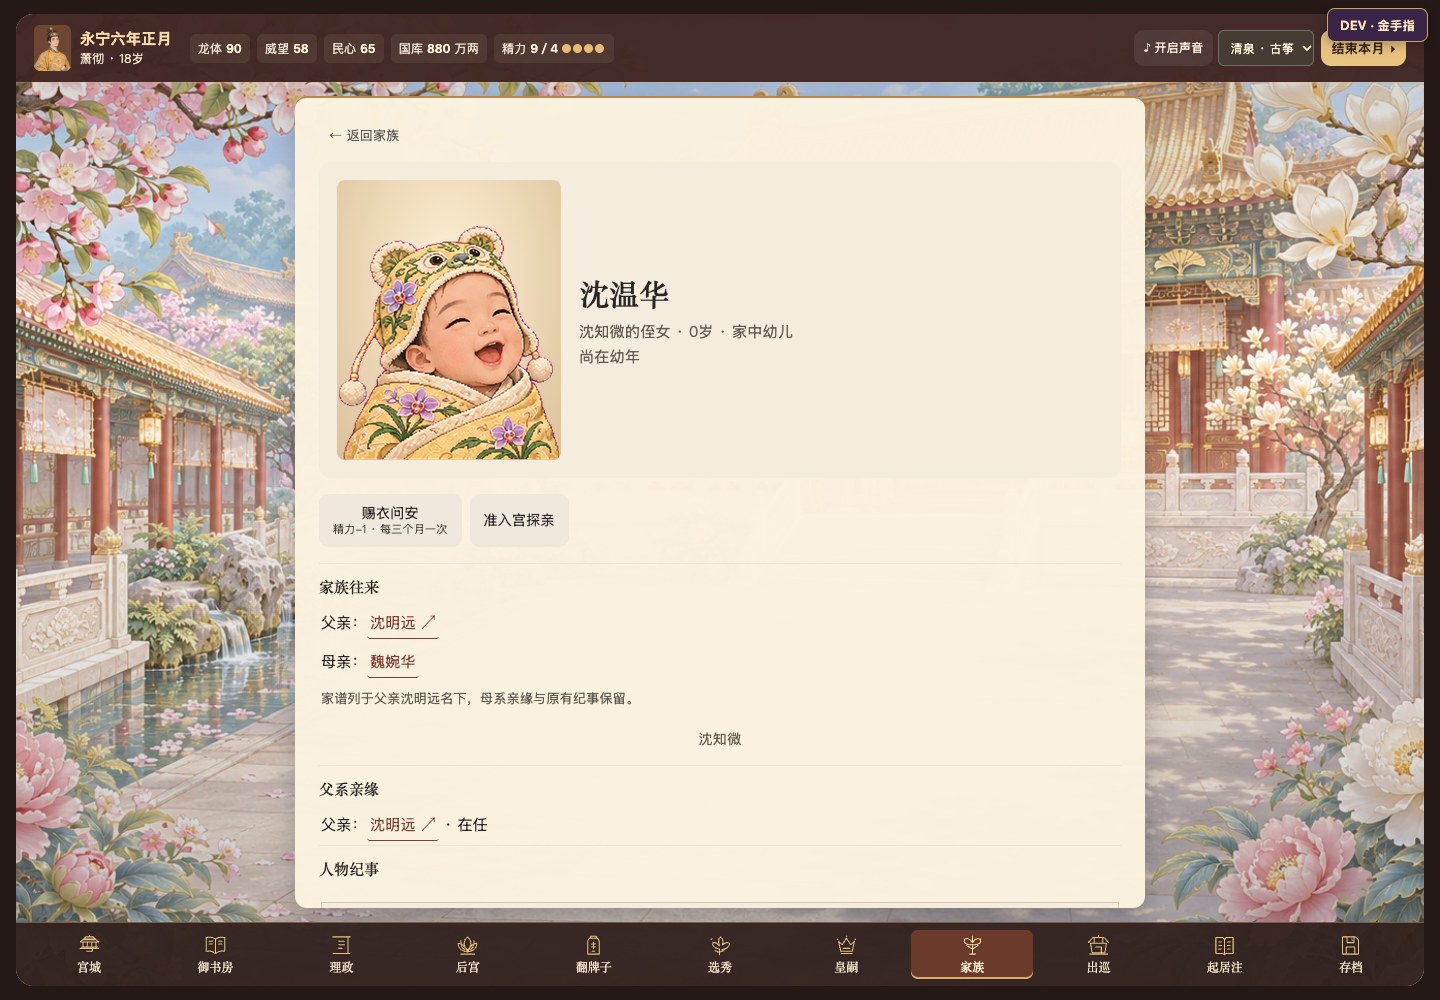 永宁六年正月
萧彻 · 18岁
龙体 90
威望 58
民心 65
国库 880 万两
精力 9 / 4
♪ 开启声音
清泉 · 古筝
DEV · 金手指
结束本月
← 返回家族
沈温华
沈知微的侄女 · 0岁 · 家中幼儿
尚在幼年
赐衣问安
精力−1 · 每三个月一次
准入宫探亲
家族往来
父亲： 沈明远 ↗
母亲： 魏婉华
家谱列于父亲沈明远名下，母系亲缘与原有纪事保留。
沈知微
父系亲缘
父亲： 沈明远 ↗ · 在任
人物纪事
宫城
御书房
理政
后宫
翻牌子
选秀
皇嗣
家族
出巡
起居注
存档